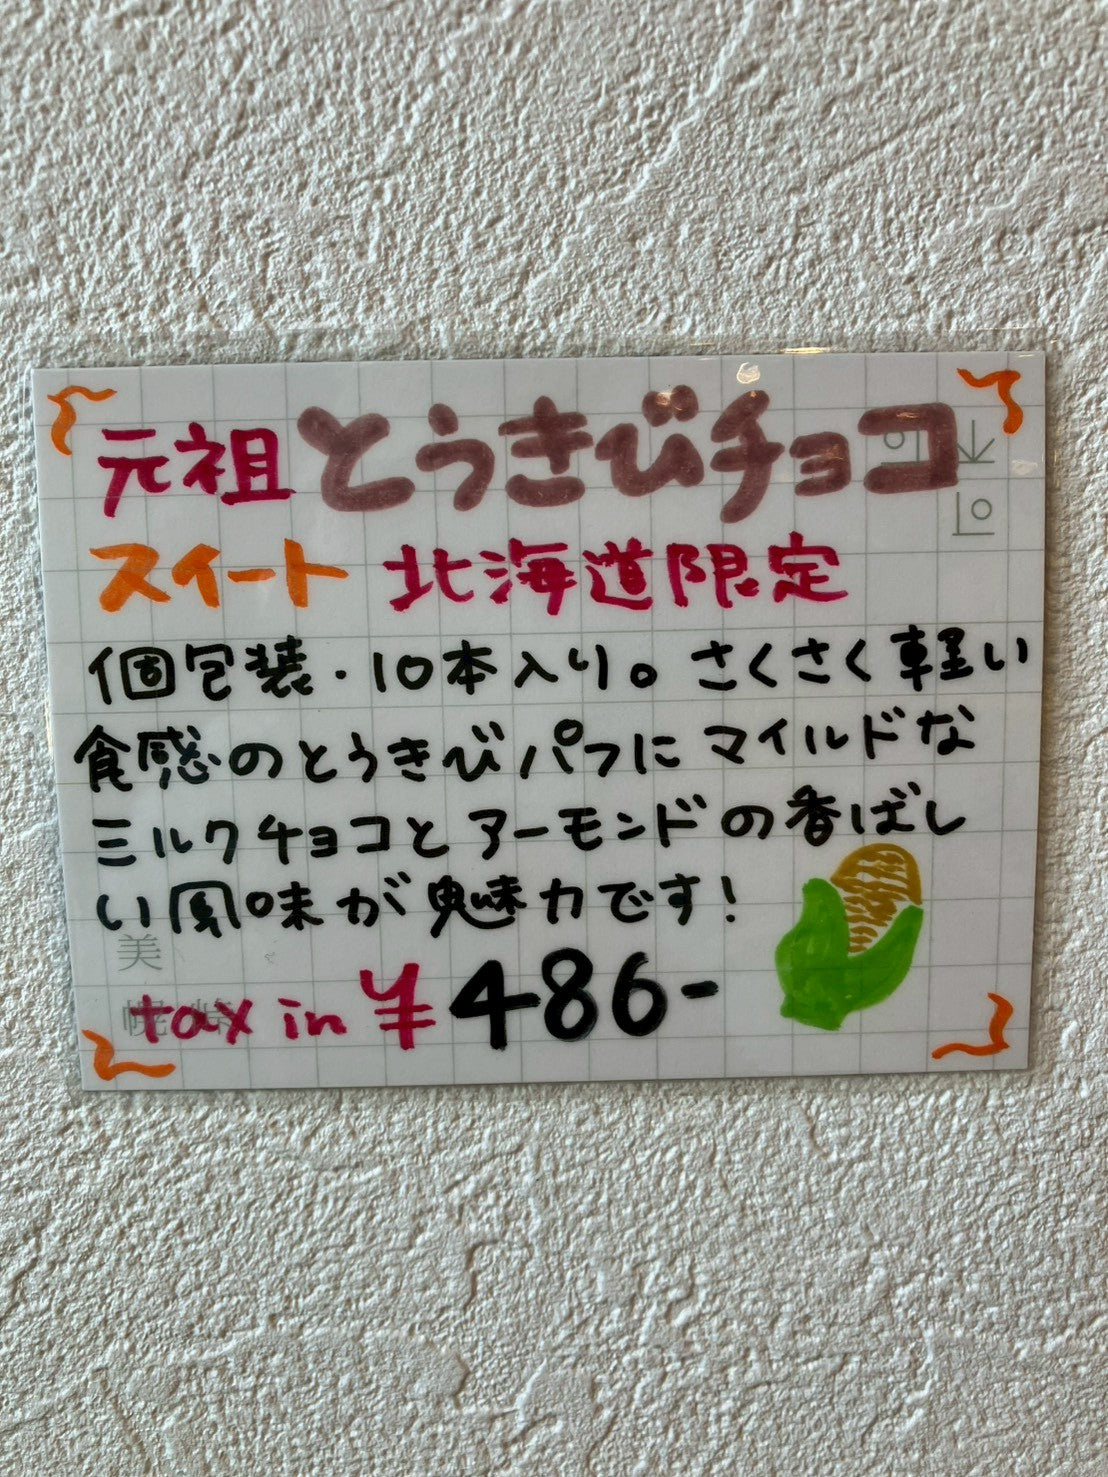 元祖とうきびチョコ
スイート 北海道限定
個包装・10本入り。さくさく軽い
食感のとうきびパフにマイルドな
ミルクチョコとアーモンドの香ばし
い風味が魅力です!
美
tax in ¥486-